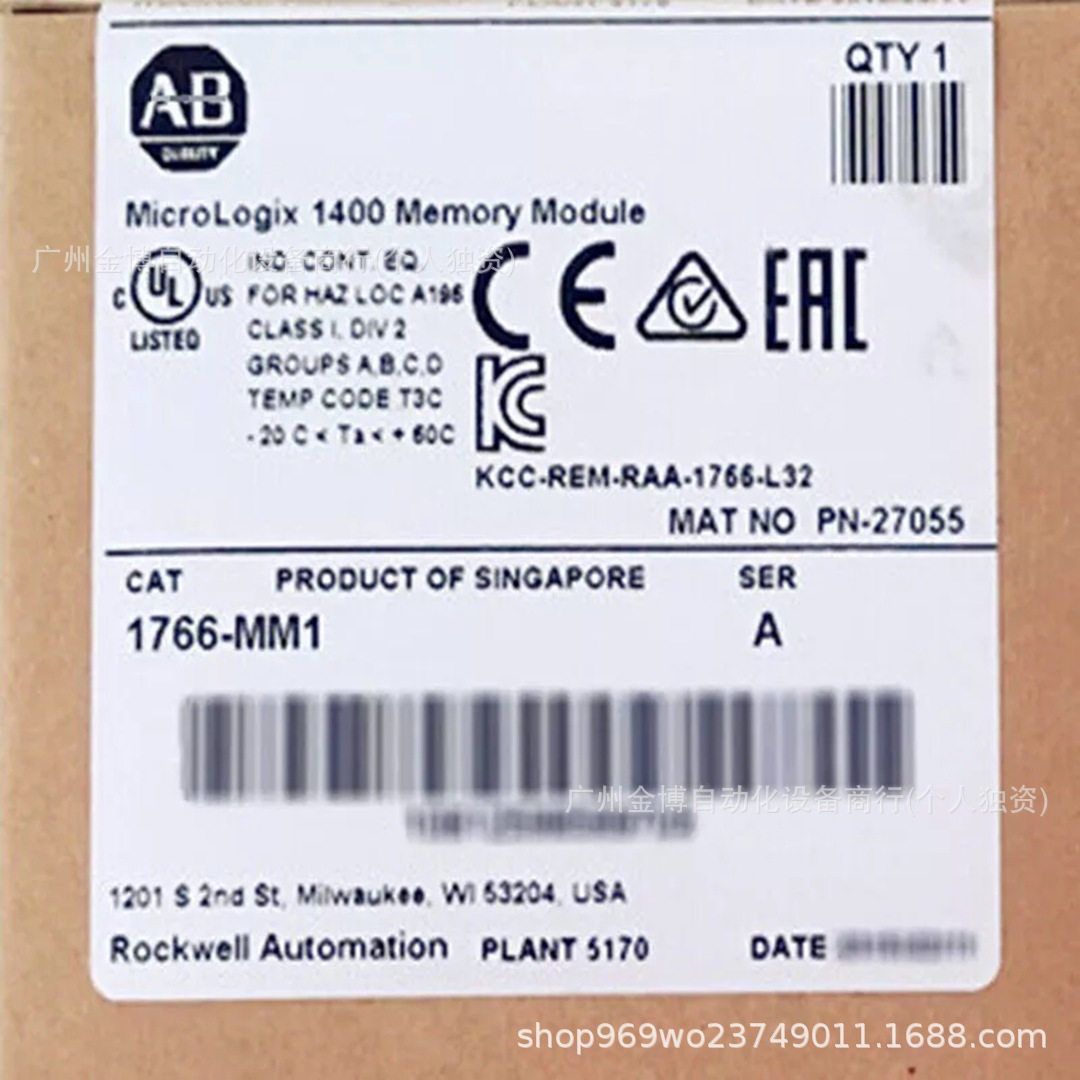 QTY 1
AB
QUALITY
MicroLogix 1400 Memory Module
广州金博自动化设备商行(个人独资)
C UL US
LISTED
IND CONT EQ
FOR HAZ LOC A196
CLASS I, DIV 2
GROUPS A,B,C,D
TEMP CODE T3C
-20 C < Ta < + 60C
CE
EAC
KC
KCC-REM-RAA-1766-L32
MAT NO PN-27055
CAT PRODUCT OF SINGAPORE SER
1766-MM1 A
广州金博自动化设备商行(个人独资)
1201 S 2nd St, Milwaukee, WI 53204, USA
Rockwell Automation PLANT 5170 DATE
shop969wo23749011.1688.com